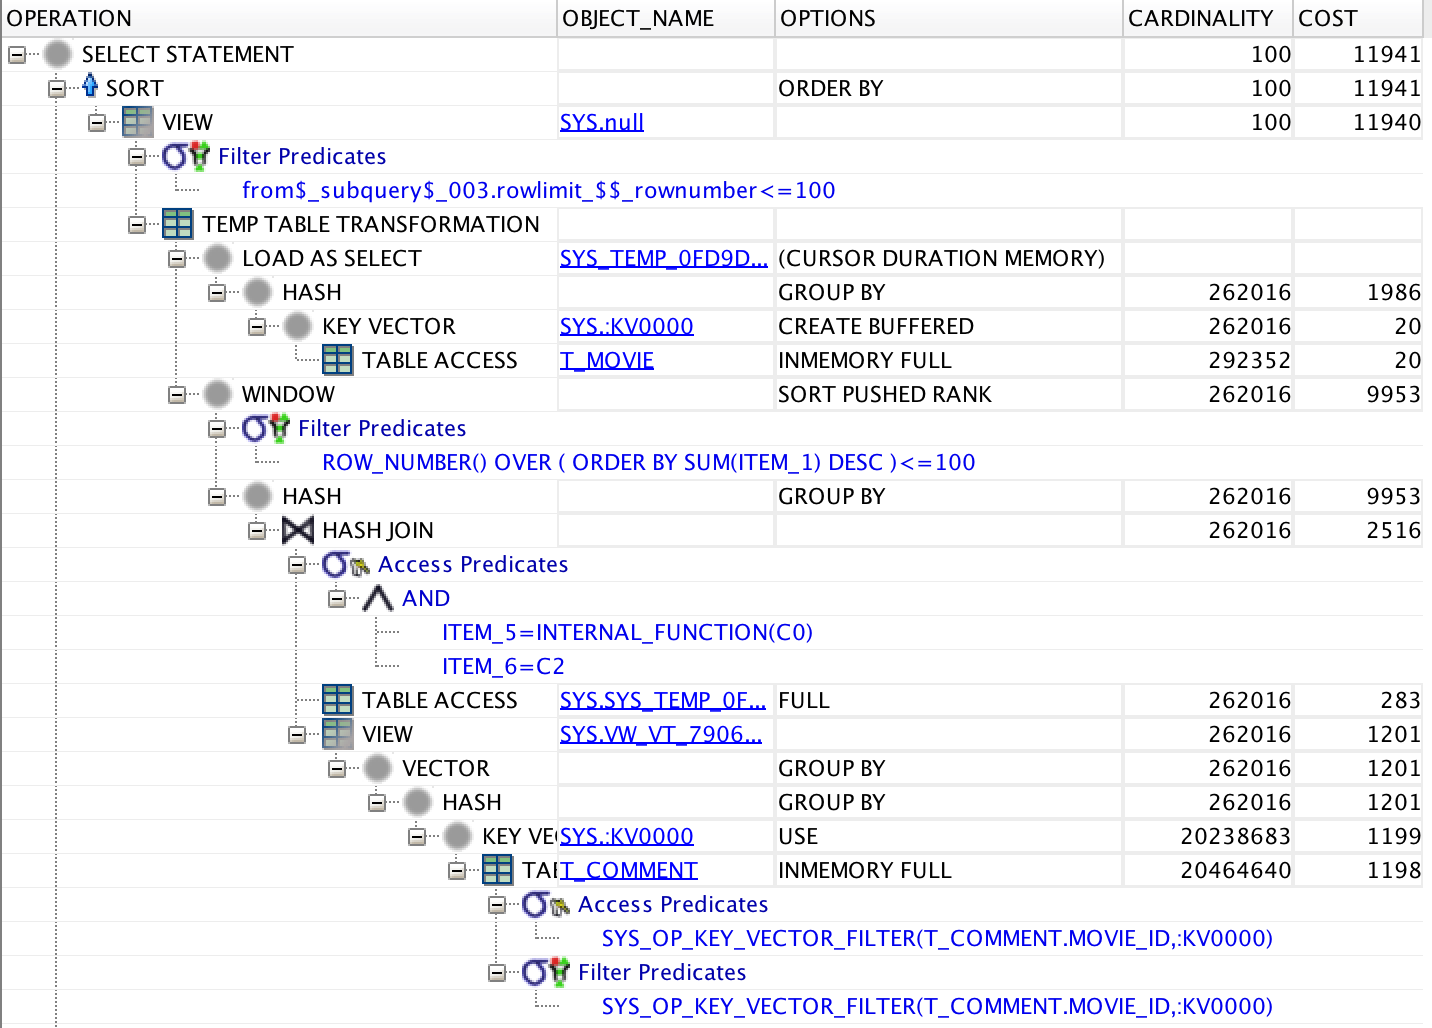 OPERATION OBJECT_NAME OPTIONS CARDINALITY COST
SELECT STATEMENT 100 11941
SORT ORDER BY 100 11941
VIEW SYS.null 100 11940
Filter Predicates
from$_subquery$_003.rowlimit_$$_rownumber<=100
TEMP TABLE TRANSFORMATION
LOAD AS SELECT SYS_TEMP_0FD9D... (CURSOR DURATION MEMORY)
HASH GROUP BY 262016 1986
KEY VECTOR SYS.:KV0000 CREATE BUFFERED 262016 20
TABLE ACCESS T_MOVIE INMEMORY FULL 292352 20
WINDOW SORT PUSHED RANK 262016 9953
Filter Predicates
ROW_NUMBER() OVER ( ORDER BY SUM(ITEM_1) DESC )<=100
HASH GROUP BY 262016 9953
HASH JOIN 262016 2516
Access Predicates
AND
ITEM_5=INTERNAL_FUNCTION(C0)
ITEM_6=C2
TABLE ACCESS SYS.SYS_TEMP_0F... FULL 262016 283
VIEW SYS.VW_VT_7906... 262016 1201
VECTOR GROUP BY 262016 1201
HASH GROUP BY 262016 1201
KEY VE SYS.:KV0000 USE 20238683 1199
TA T_COMMENT INMEMORY FULL 20464640 1198
Access Predicates
SYS_OP_KEY_VECTOR_FILTER(T_COMMENT.MOVIE_ID,:KV0000)
Filter Predicates
SYS_OP_KEY_VECTOR_FILTER(T_COMMENT.MOVIE_ID,:KV0000)